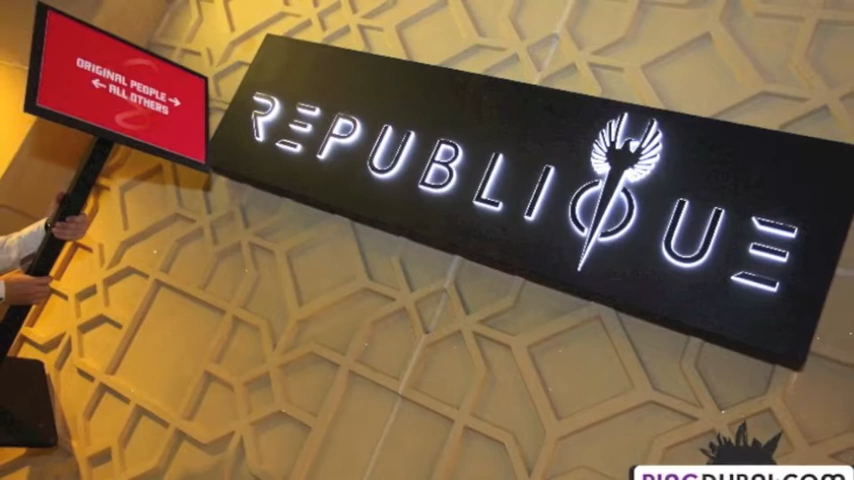 ORIGINAL PEOPLE →
← ALL OTHERS
REPUBLIQUE